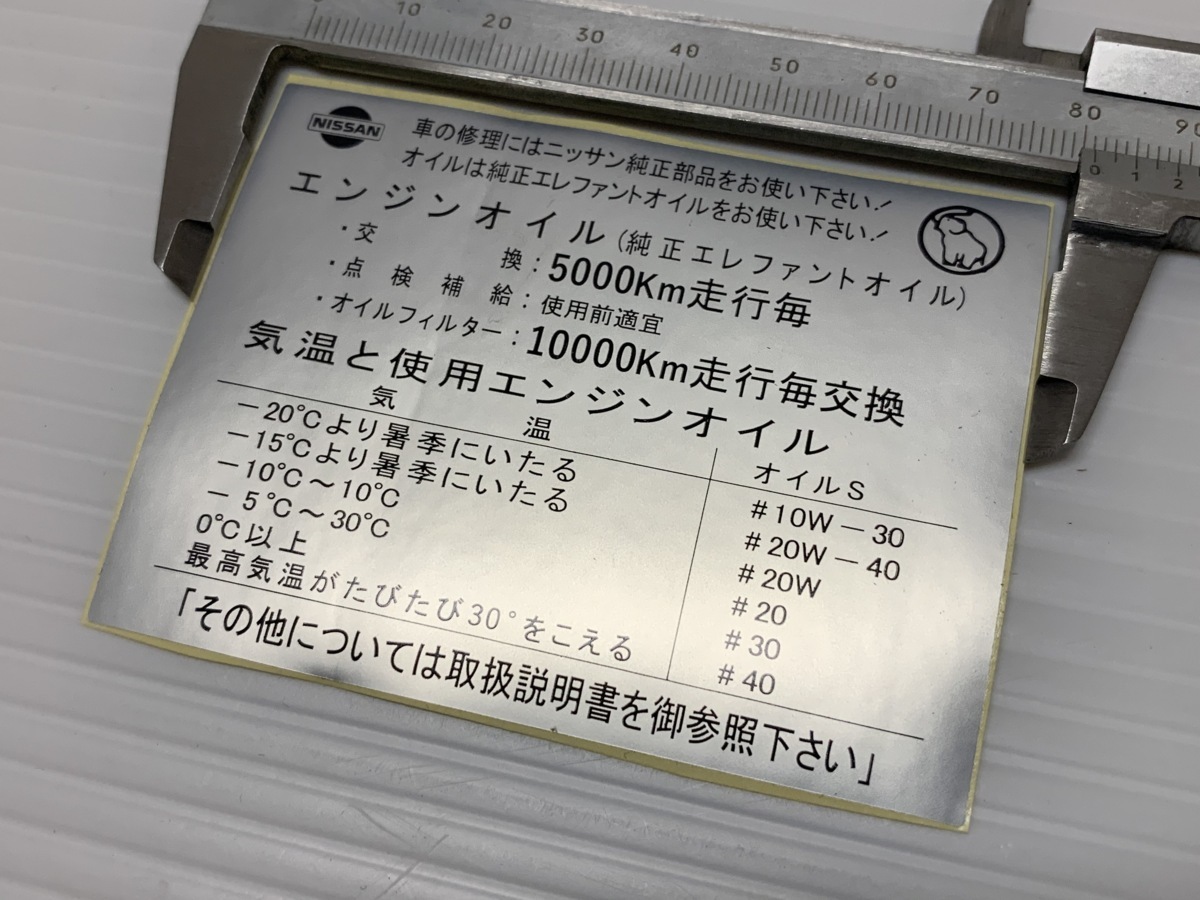 10 20 30 40 50 60 70 80 90
0 1 2
NISSAN
車の修理にはニッサン純正部品をお使い下さい!
オイルは純正エレファントオイルをお使い下さい!
エンジンオイル(純正エレファントオイル)
・交換:5000Km走行毎
・点検補給:使用前適宜
・オイルフィルター:10000Km走行毎交換
気温と使用エンジンオイル
気温 オイルS
-20℃より暑季にいたる #10W-30
-15℃より暑季にいたる #20W-40
-10℃~10℃ #20W
- 5℃~30℃ #20
0℃以上 #30
最高気温がたびたび30°をこえる #40
「その他については取扱説明書を御参照下さい」